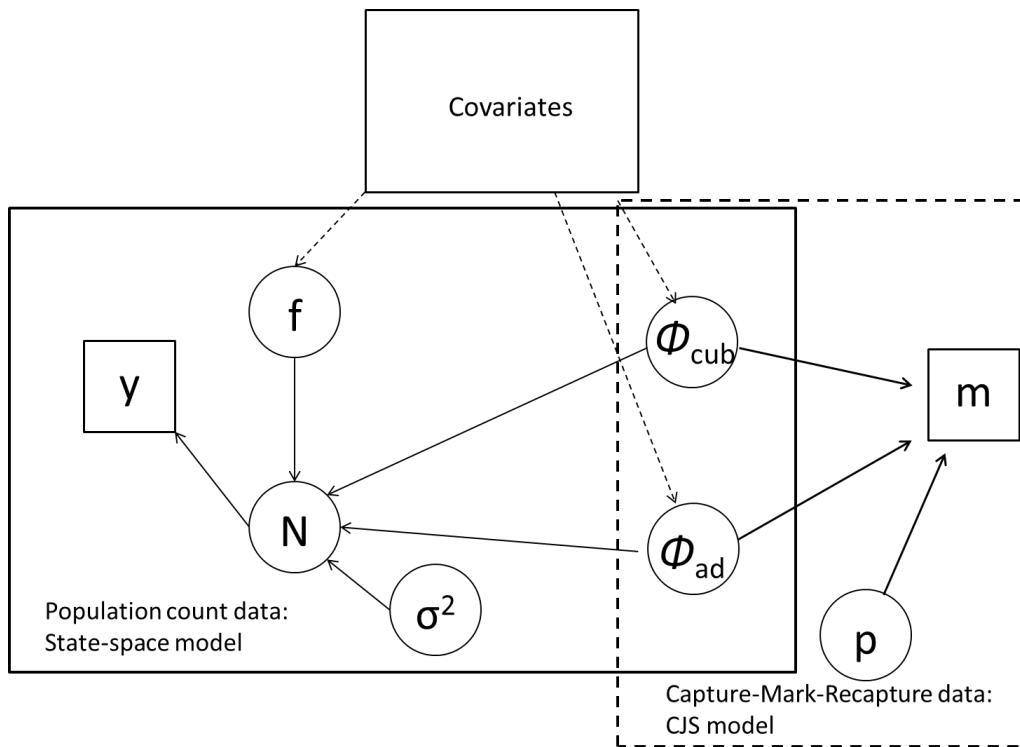 Covariates
f
Φcub
y
m
N
Φad
σ²
p
Population count data:
State-space model
Capture-Mark-Recapture data:
CJS model